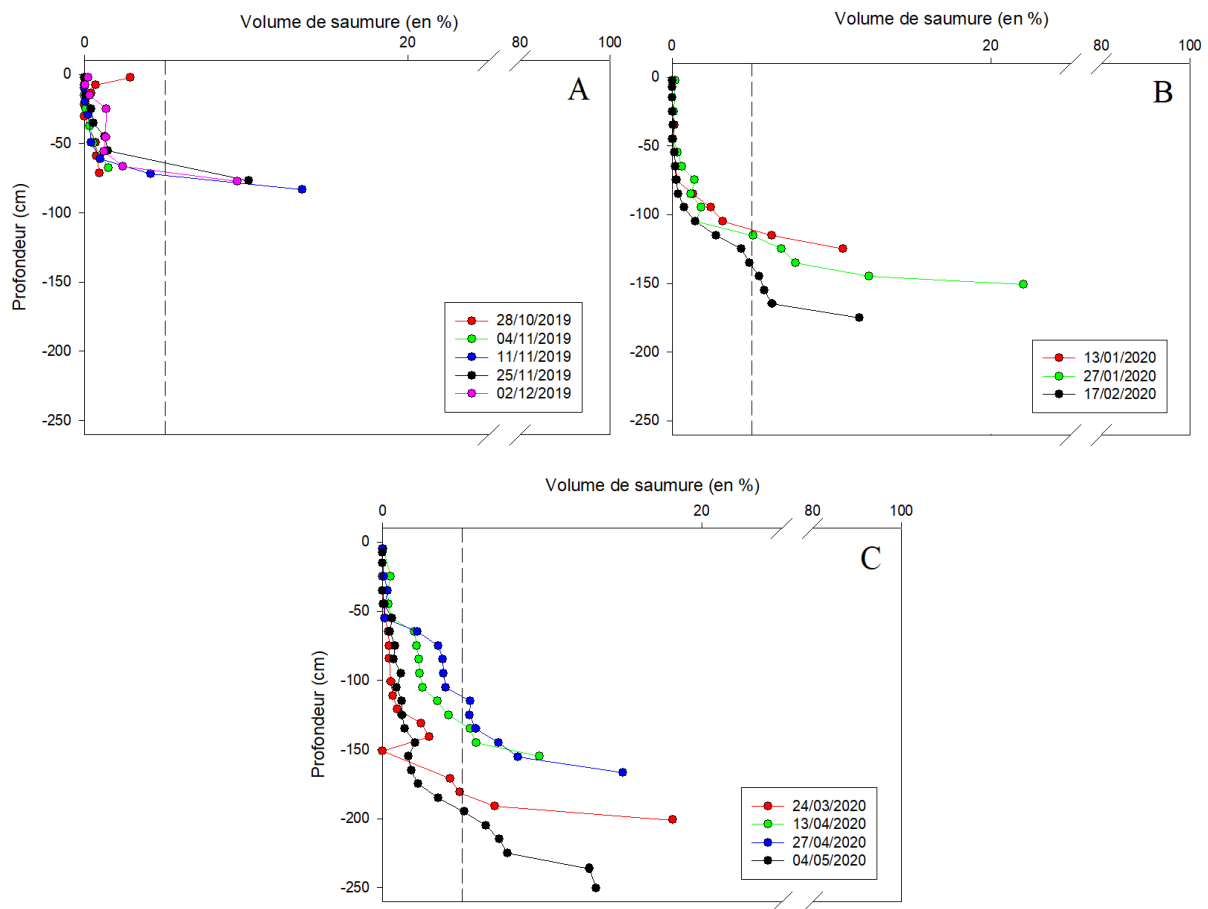 Volume de saumure (en %)
0 20 80 100
A
Profondeur (cm)
0
-50
-100
-150
-200
-250
28/10/2019
04/11/2019
11/11/2019
25/11/2019
02/12/2019
Volume de saumure (en %)
0 20 80 100
B
0
-50
-100
-150
-200
-250
13/01/2020
27/01/2020
17/02/2020
Volume de saumure (en %)
0 20 80 100
C
Profondeur (cm)
0
-50
-100
-150
-200
-250
24/03/2020
13/04/2020
27/04/2020
04/05/2020